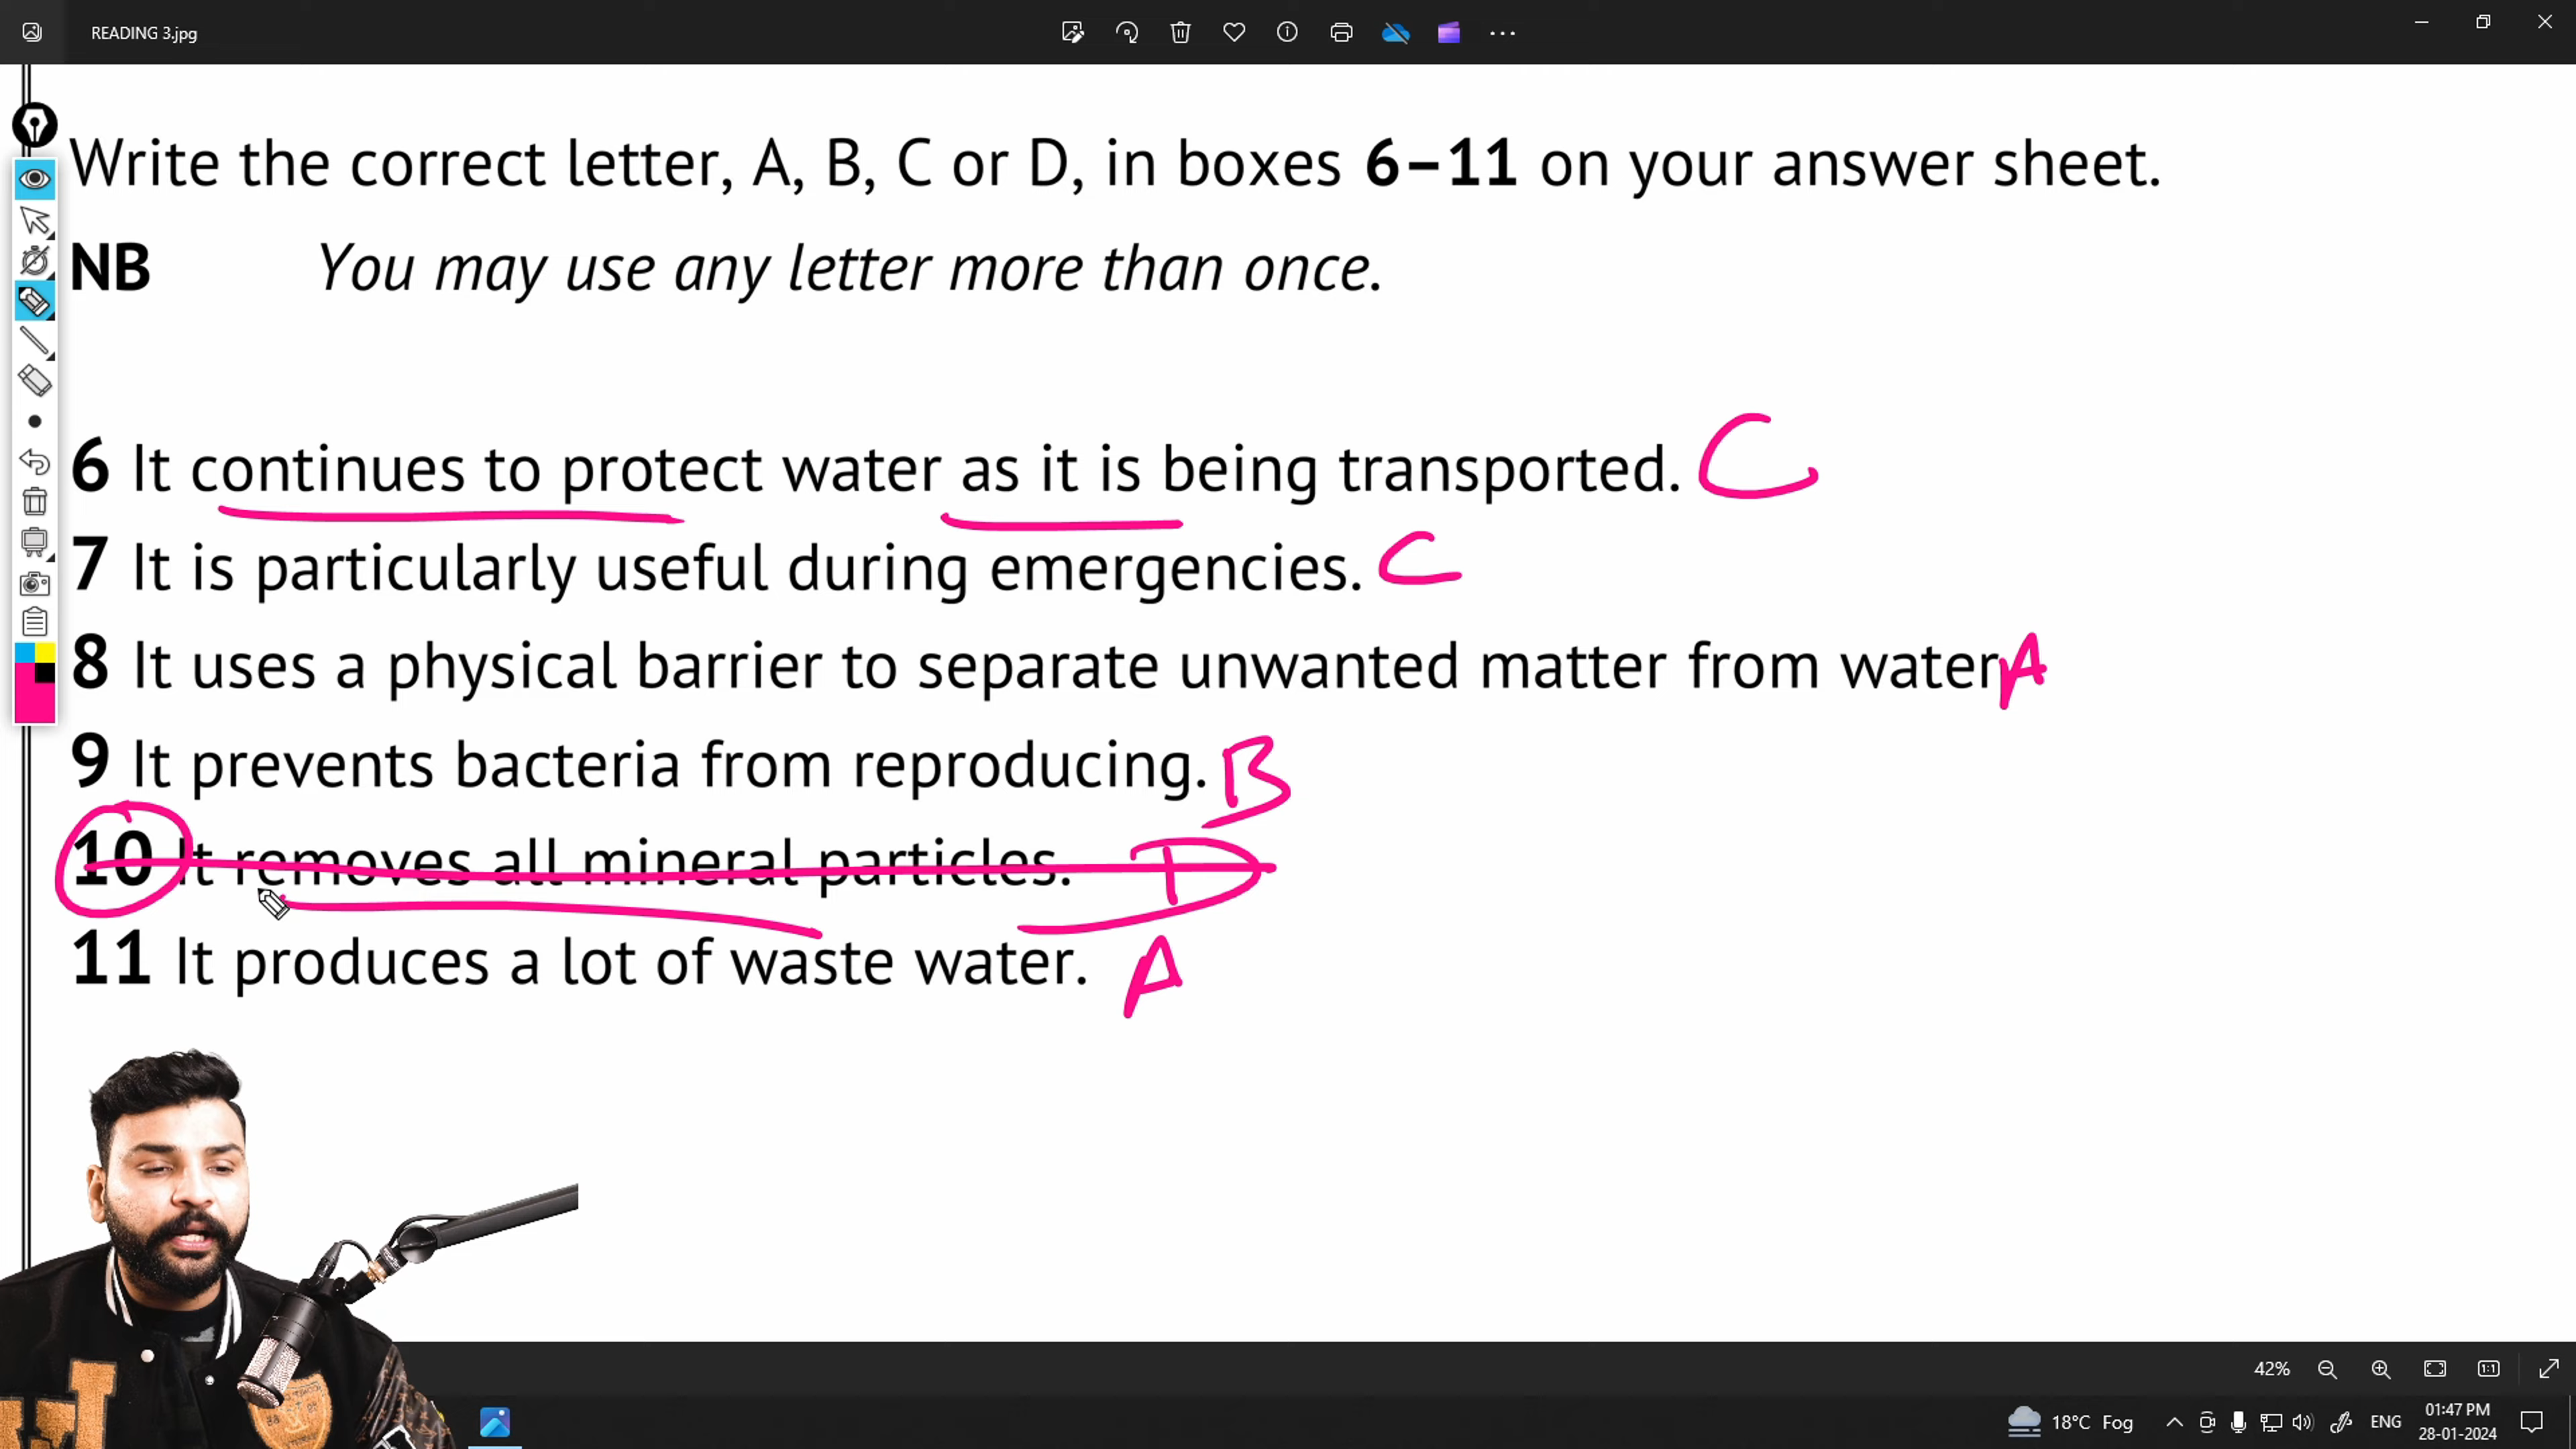 READING 3.jpg
Write the correct letter, A, B, C or D, in boxes 6–11 on your answer sheet.
NB You may use any letter more than once.
6 It continues to protect water as it is being transported. C
7 It is particularly useful during emergencies. C
8 It uses a physical barrier to separate unwanted matter from water A
9 It prevents bacteria from reproducing. B
10 It removes all mineral particles. D
11 It produces a lot of waste water. A
42% 1:1
18°C Fog ENG 01:47 PM
28-01-2024